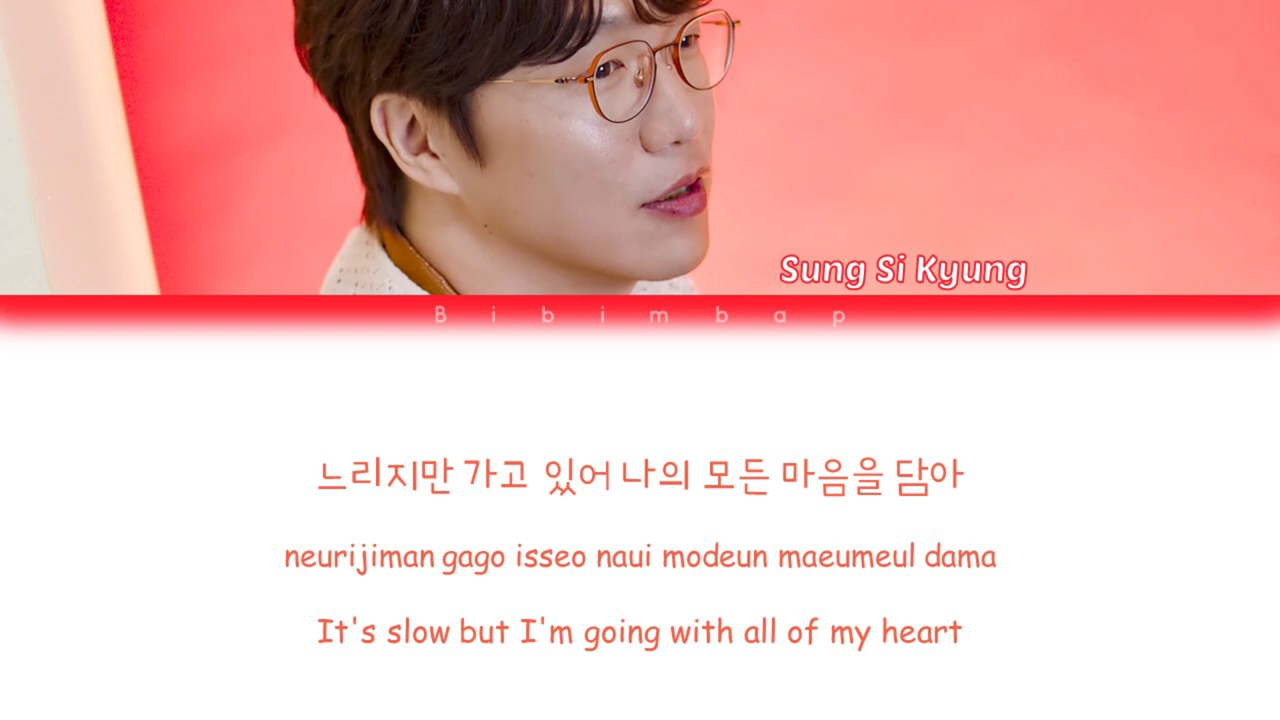 Sung Si Kyung
Bibimbap
느리지만 가고 있어 나의 모든 마음을 담아
neurijiman gago isseo naui modeun maeumeul dama
It's slow but I'm going with all of my heart